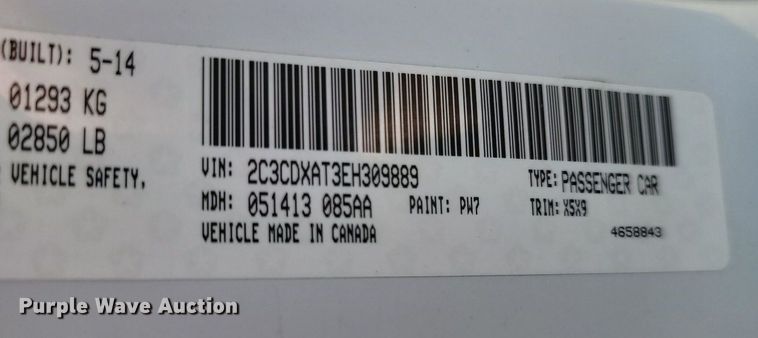 (BUILT): 5-14
01293 KG
02850 LB
VEHICLE SAFETY,
VIN: 2C3CDXAT3EH309889
TYPE: PASSENGER CAR
MDH: 051413 085AA PAINT: PW7 TRIM: X5X9
VEHICLE MADE IN CANADA
4658843
Purple Wave Auction